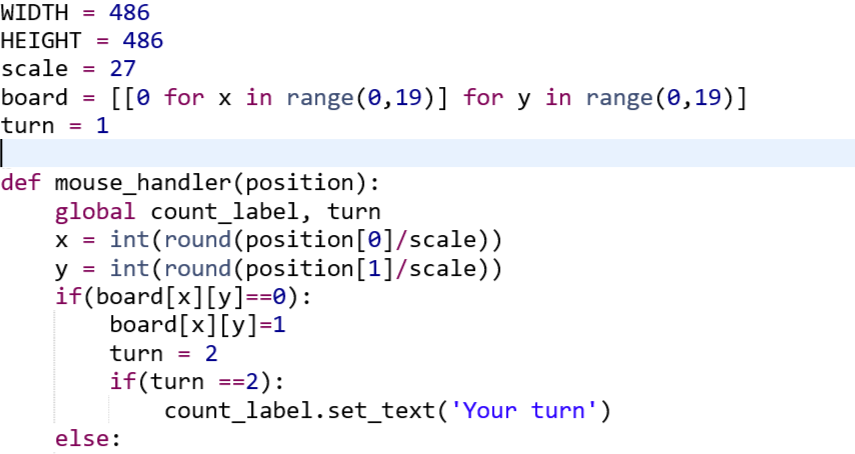 WIDTH = 486
HEIGHT = 486
scale = 27
board = [[0 for x in range(0,19)] for y in range(0,19)]
turn = 1
def mouse_handler(position):
    global count_label, turn
    x = int(round(position[0]/scale))
    y = int(round(position[1]/scale))
    if(board[x][y]==0):
        board[x][y]=1
        turn = 2
        if(turn ==2):
            count_label.set_text('Your turn')
    else: